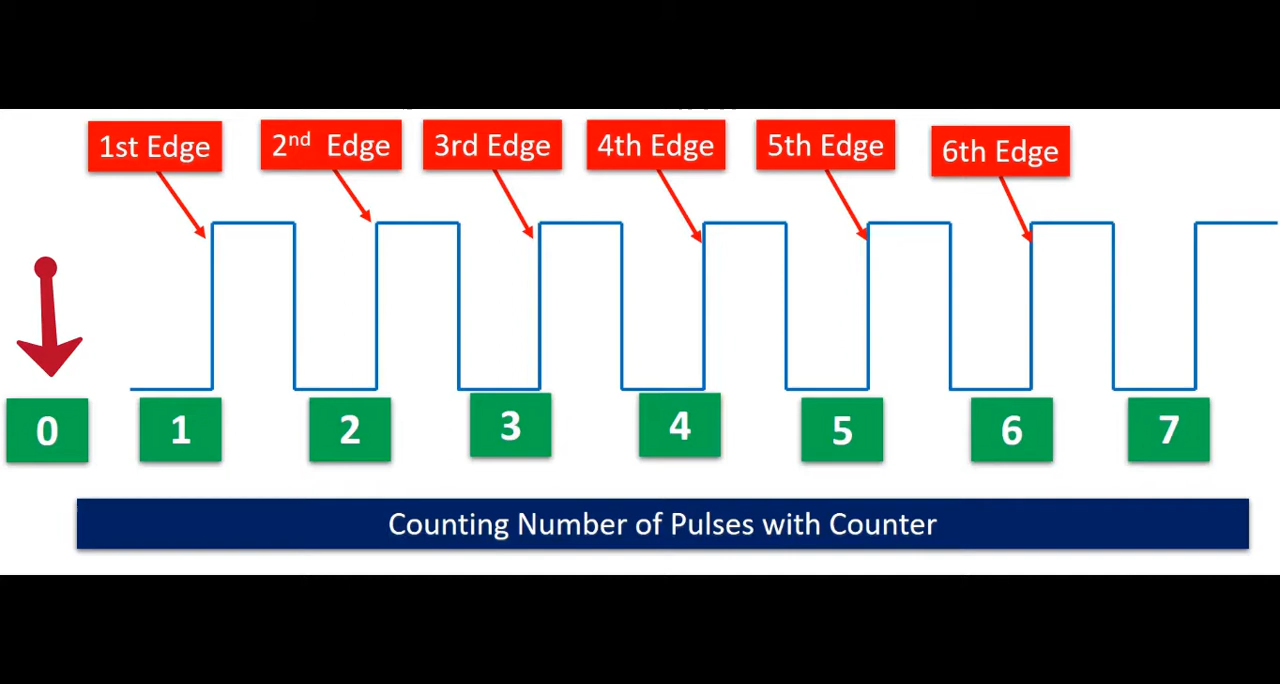 1st Edge
2nd Edge
3rd Edge
4th Edge
5th Edge
6th Edge
0
1
2
3
4
5
6
7
Counting Number of Pulses with Counter